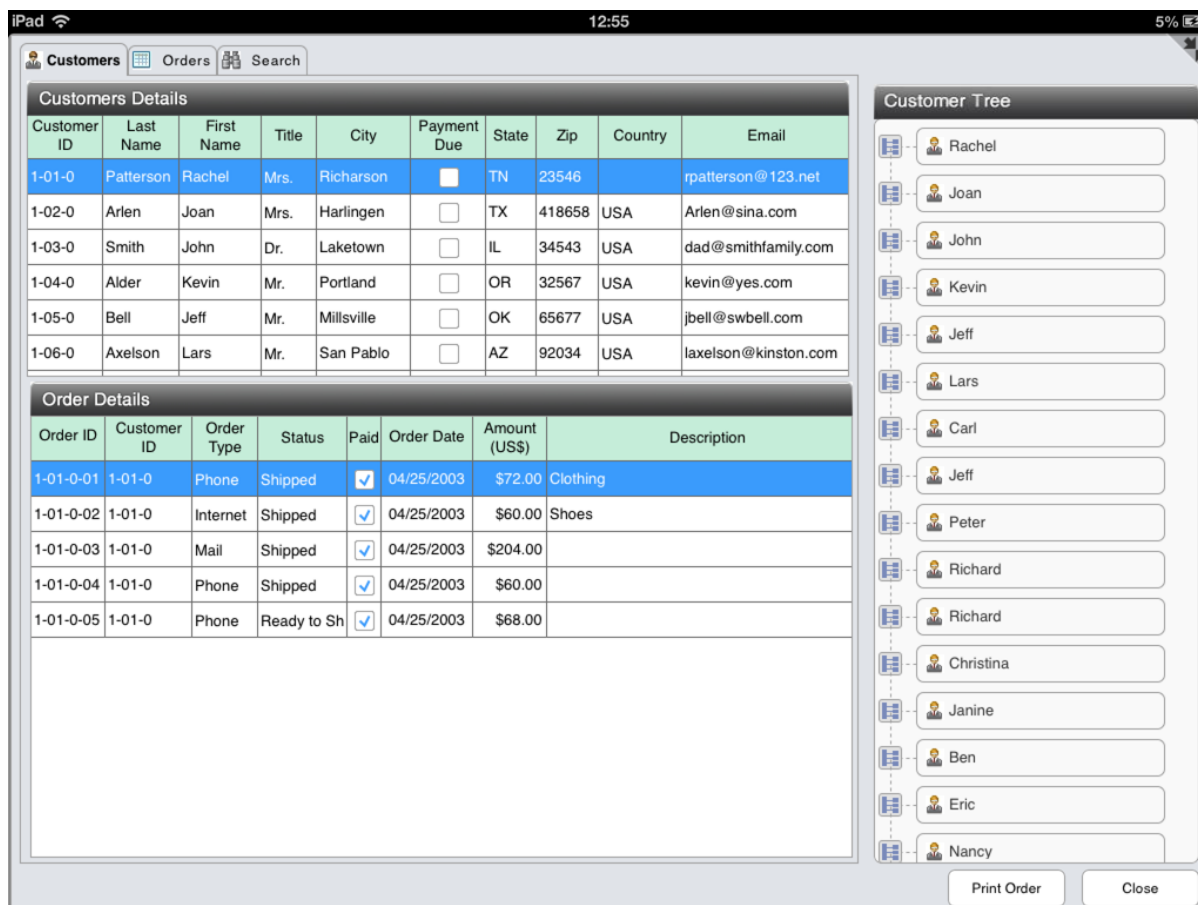 iPad 12:55 5%
Customers Orders Search
Customers Details
Customer ID Last Name First Name Title City Payment Due State Zip Country Email
1-01-0 Patterson Rachel Mrs. Richarson TN 23546 rpatterson@123.net
1-02-0 Arlen Joan Mrs. Harlingen TX 418658 USA Arlen@sina.com
1-03-0 Smith John Dr. Laketown IL 34543 USA dad@smithfamily.com
1-04-0 Alder Kevin Mr. Portland OR 32567 USA kevin@yes.com
1-05-0 Bell Jeff Mr. Millsville OK 65677 USA jbell@swbell.com
1-06-0 Axelson Lars Mr. San Pablo AZ 92034 USA laxelson@kinston.com
Order Details
Order ID Customer ID Order Type Status Paid Order Date Amount (US$) Description
1-01-0-01 1-01-0 Phone Shipped 04/25/2003 $72.00 Clothing
1-01-0-02 1-01-0 Internet Shipped 04/25/2003 $60.00 Shoes
1-01-0-03 1-01-0 Mail Shipped 04/25/2003 $204.00
1-01-0-04 1-01-0 Phone Shipped 04/25/2003 $60.00
1-01-0-05 1-01-0 Phone Ready to Sh 04/25/2003 $68.00
Customer Tree
Rachel
Joan
John
Kevin
Jeff
Lars
Carl
Jeff
Peter
Richard
Richard
Christina
Janine
Ben
Eric
Nancy
Print Order Close